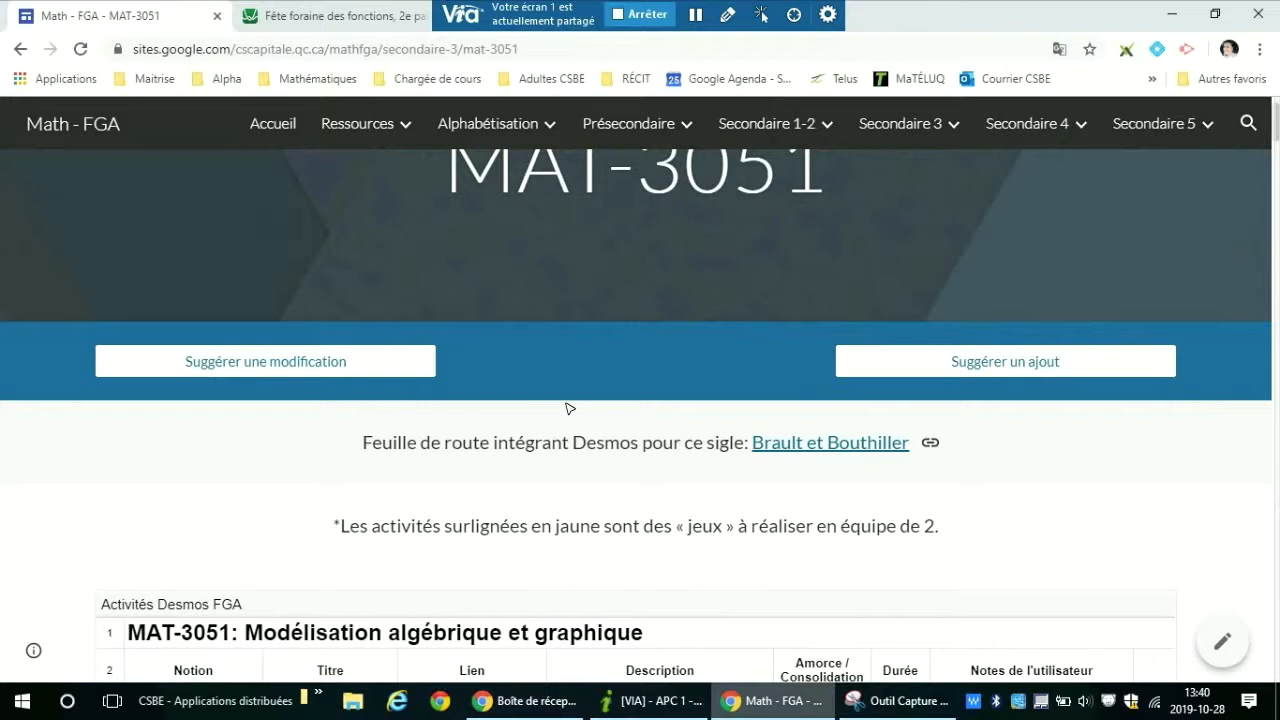 Math - FGA - MAT-3051
Fête foraine des fonctions, 2e pa
Via
Votre écran 1 est
actuellement partagé
Arrêter
sites.google.com/cscapitale.qc.ca/mathfga/secondaire-3/mat-3051
Applications
Maitrise
Alpha
Mathématiques
Chargée de cours
Adultes CSBE
RÉCIT
Google Agenda - S...
Telus
MaTÉLUQ
Courrier CSBE
»
Autres favoris
Math - FGA
Accueil
Ressources
Alphabétisation
Présecondaire
Secondaire 1-2
Secondaire 3
Secondaire 4
Secondaire 5
MAT-3051
Suggérer une modification
Suggérer un ajout
Feuille de route intégrant Desmos pour ce sigle: Brault et Bouthiller
*Les activités surlignées en jaune sont des « jeux » à réaliser en équipe de 2.
Activités Desmos FGA
1 MAT-3051: Modélisation algébrique et graphique
2 Notion Titre Lien Description Amorce / Consolidation Durée Notes de l'utilisateur
CSBE - Applications distribuées
»
Boîte de récep...
[VIA] - APC 1 -...
Math - FGA - ...
Outil Capture ...
13:40
2019-10-28